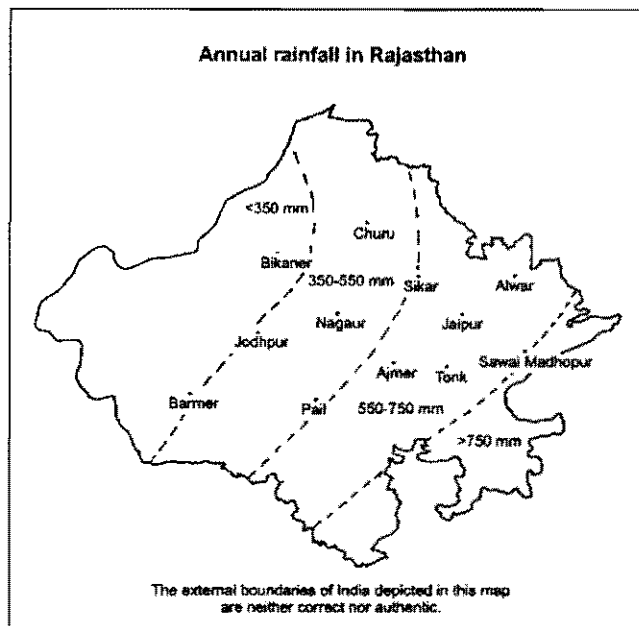 Annual rainfall in Rajasthan
<350 mm
Churu
Bikaner
350-550 mm
Sikar
Alwar
Nagaur
Jaipur
Jodhpur
Sawai Madhopur
Ajmer
Tonk
Barmer
Pail
550-750 mm
>750 mm
The external boundaries of India depicted in this map
are neither correct nor authentic.